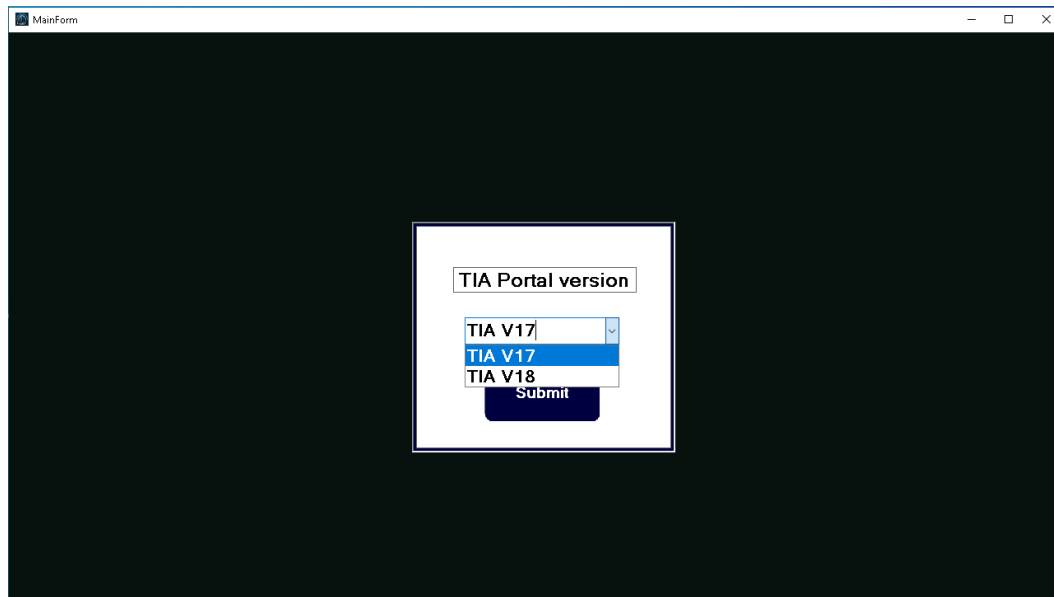 MainForm
TIA Portal version
TIA V17
TIA V17
TIA V18
Submit